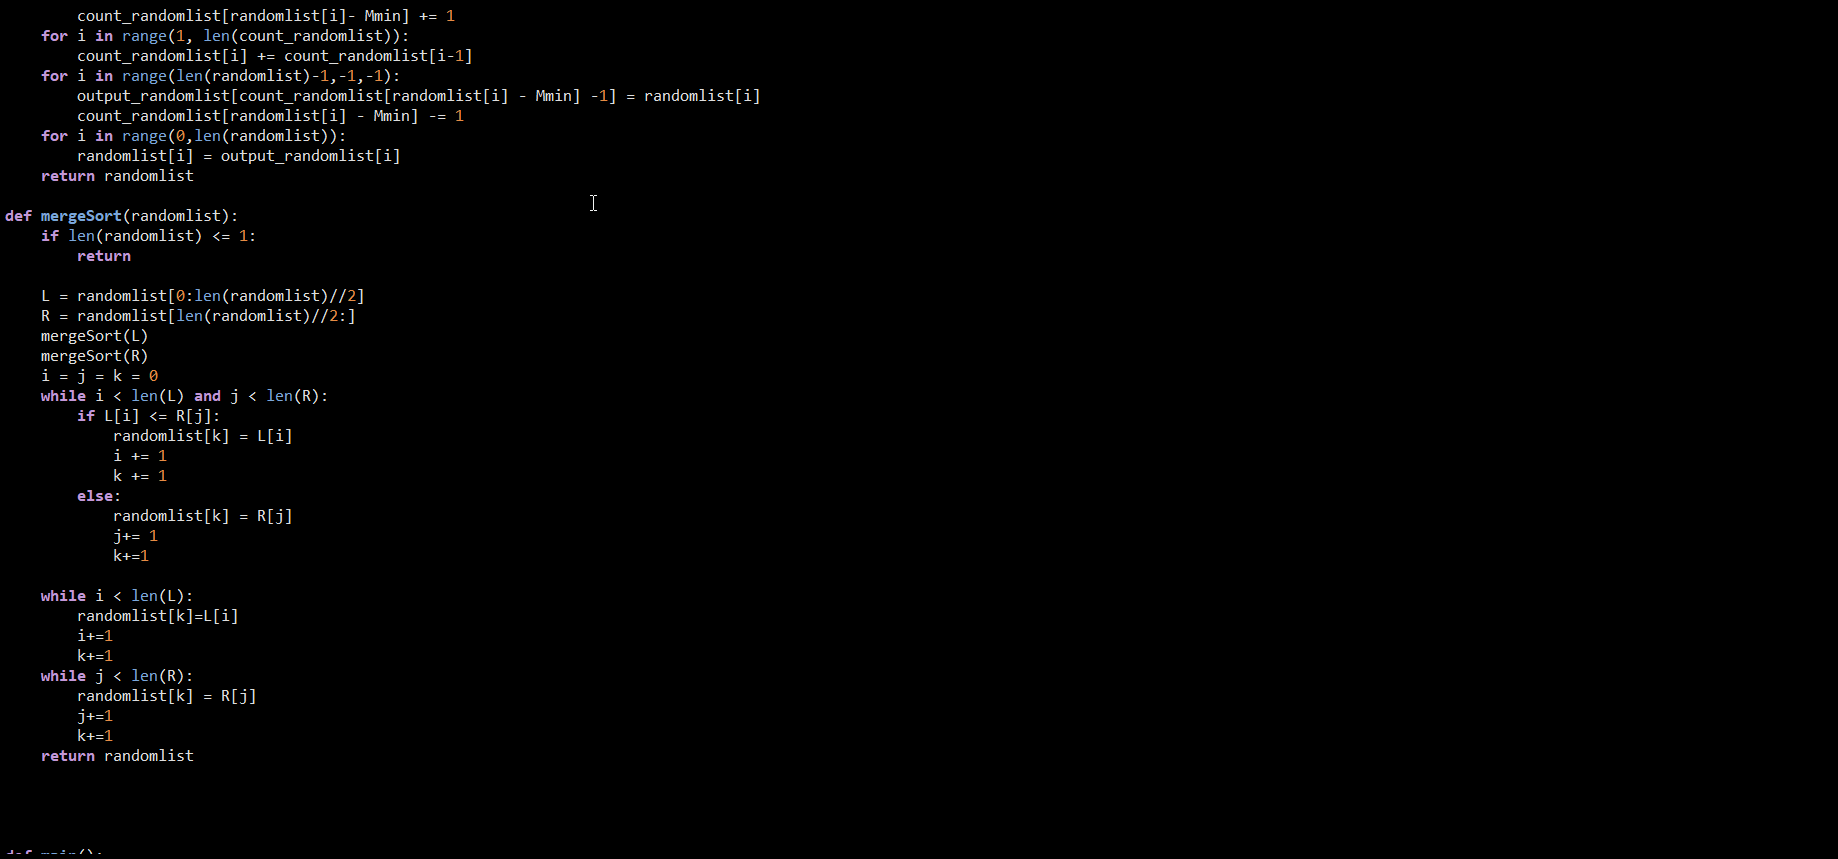 count_randomlist[randomlist[i]- Mmin] += 1
    for i in range(1, len(count_randomlist)):
        count_randomlist[i] += count_randomlist[i-1]
    for i in range(len(randomlist)-1,-1,-1):
        output_randomlist[count_randomlist[randomlist[i] - Mmin] -1] = randomlist[i]
        count_randomlist[randomlist[i] - Mmin] -= 1
    for i in range(0,len(randomlist)):
        randomlist[i] = output_randomlist[i]
    return randomlist

def mergeSort(randomlist):
    if len(randomlist) <= 1:
        return

    L = randomlist[0:len(randomlist)//2]
    R = randomlist[len(randomlist)//2:]
    mergeSort(L)
    mergeSort(R)
    i = j = k = 0
    while i < len(L) and j < len(R):
        if L[i] <= R[j]:
            randomlist[k] = L[i]
            i += 1
            k += 1
        else:
            randomlist[k] = R[j]
            j+= 1
            k+=1

    while i < len(L):
        randomlist[k]=L[i]
        i+=1
        k+=1
    while j < len(R):
        randomlist[k] = R[j]
        j+=1
        k+=1
    return randomlist

def main():